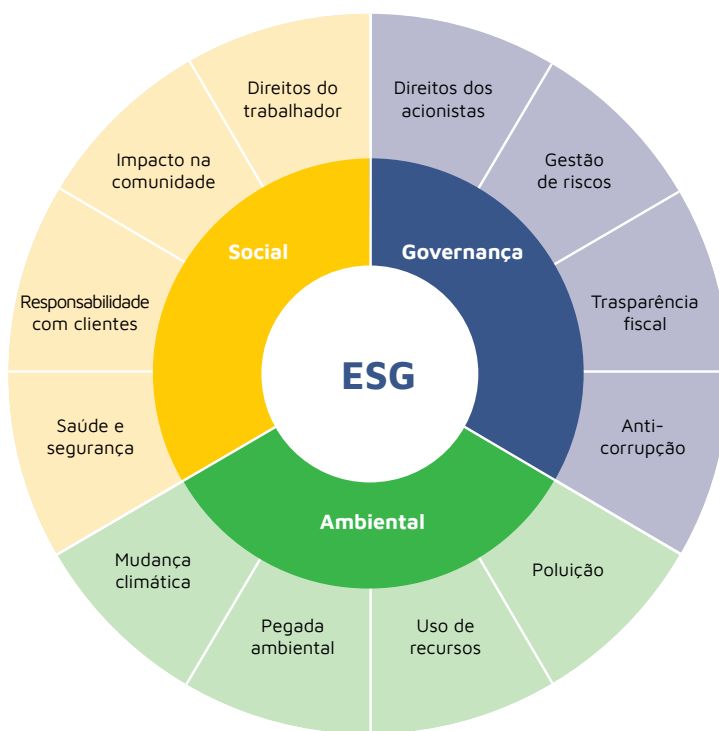 Direitos do
trabalhador
Direitos dos
acionistas
Impacto na
comunidade
Gestão
de riscos
Social
Governança
Responsabilidade
com clientes
Trasparência
fiscal
ESG
Saúde e
segurança
Anti-
corrupção
Ambiental
Mudança
climática
Poluição
Pegada
ambiental
Uso de
recursos